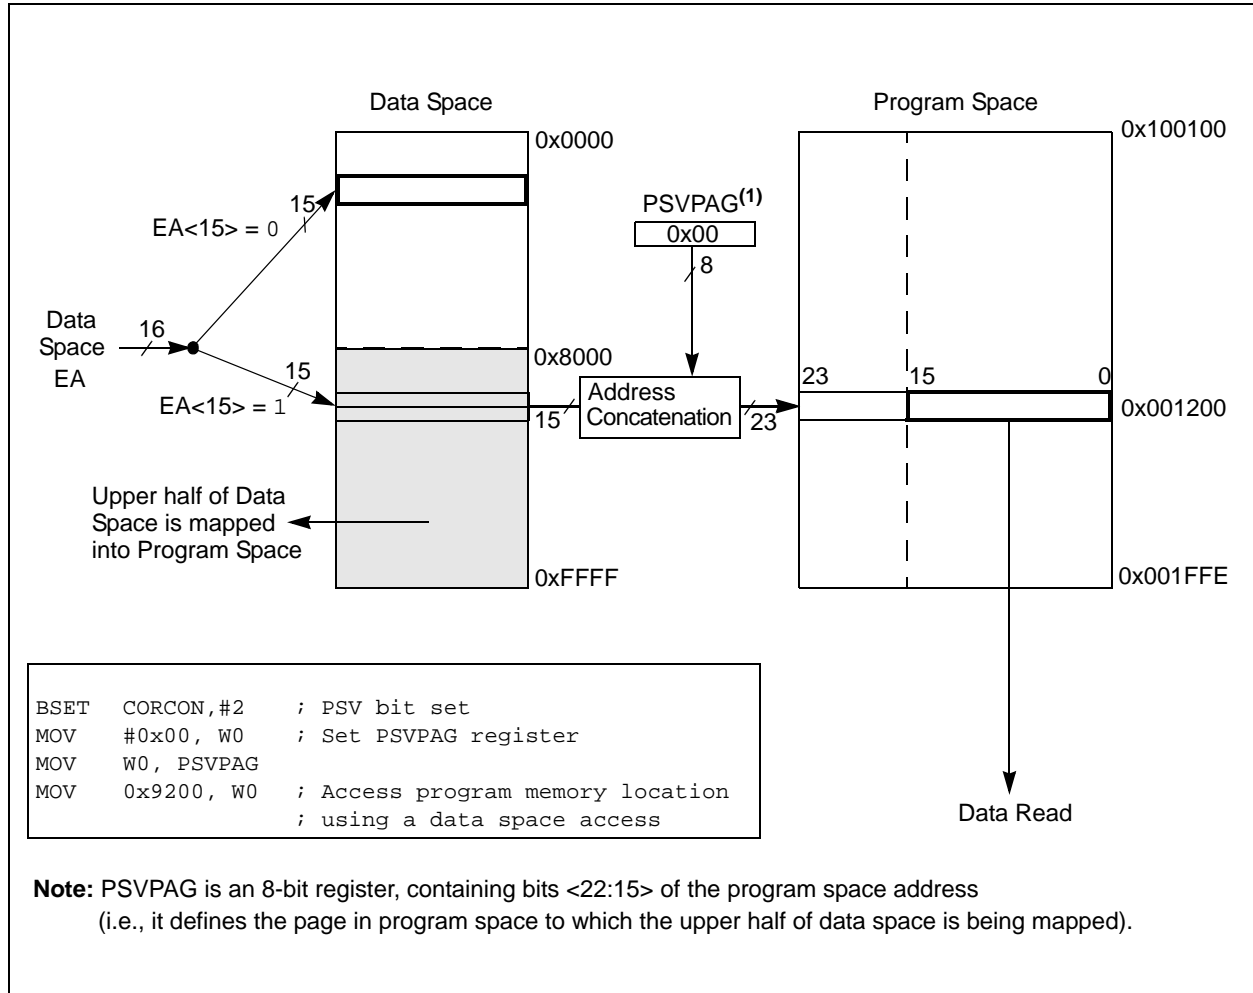 Data Space
Program Space
0x0000
0x100100
15
PSVPAG(1)
EA<15> = 0
0x00
8
Data
Space
EA
16
0x8000
15
EA<15> = 1
15
Address
Concatenation
23
23
15
0
0x001200
Upper half of Data
Space is mapped
into Program Space
0xFFFF
0x001FFE
BSET CORCON,#2 ; PSV bit set
MOV #0x00, W0 ; Set PSVPAG register
MOV W0, PSVPAG
MOV 0x9200, W0 ; Access program memory location
; using a data space access
Data Read
Note: PSVPAG is an 8-bit register, containing bits <22:15> of the program space address
(i.e., it defines the page in program space to which the upper half of data space is being mapped).